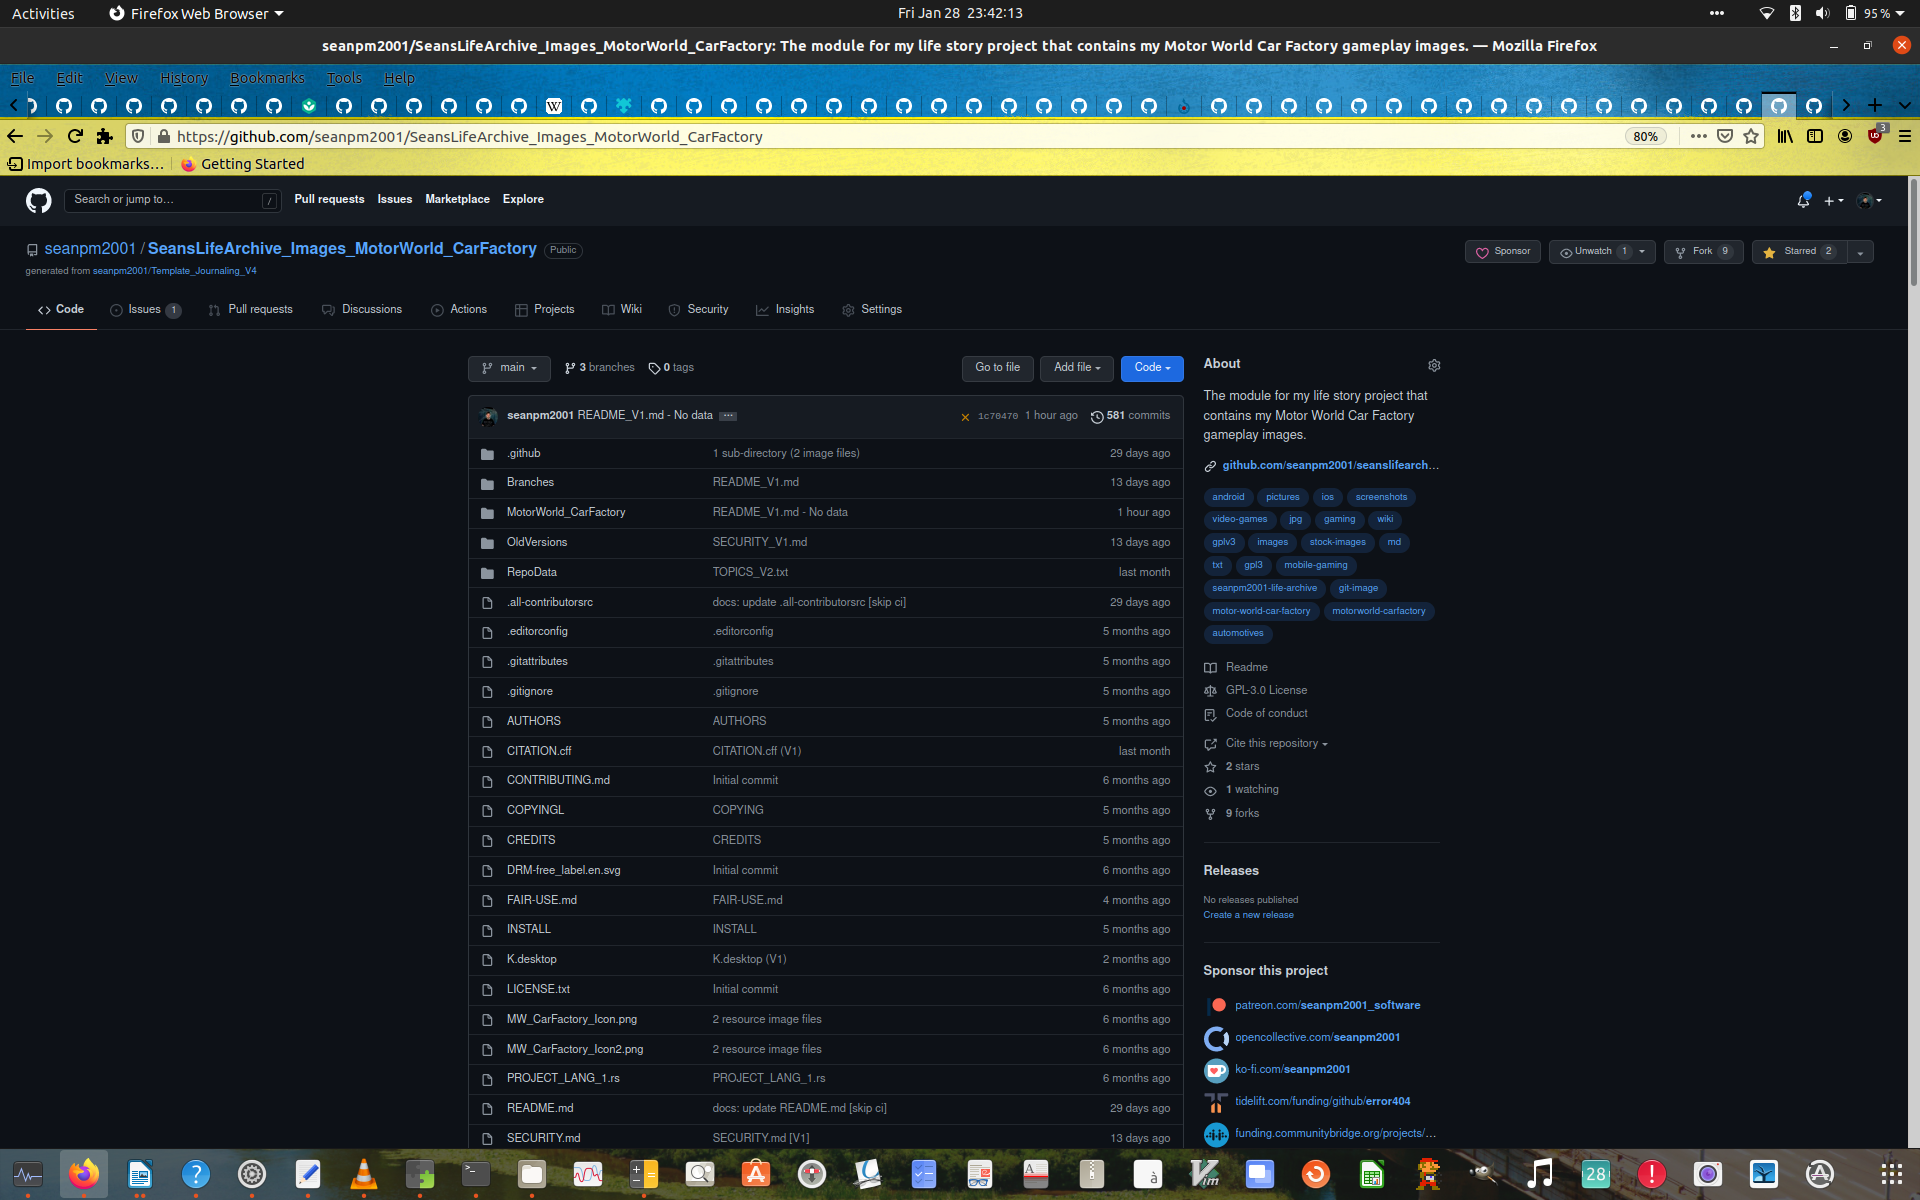 Activities
Firefox Web Browser
Fri Jan 28 23:42:13
95 %
seanpm2001/SeansLifeArchive_Images_MotorWorld_CarFactory: The module for my life story project that contains my Motor World Car Factory gameplay images. — Mozilla Firefox
File Edit View History Bookmarks Tools Help
https://github.com/seanpm2001/SeansLifeArchive_Images_MotorWorld_CarFactory
80%
3
Import bookmarks… Getting Started
Search or jump to… /
Pull requests Issues Marketplace Explore
seanpm2001 / SeansLifeArchive_Images_MotorWorld_CarFactory Public
generated from seanpm2001/Template_Journaling_V4
Sponsor Unwatch 1 Fork 9 Starred 2
Code Issues 1 Pull requests Discussions Actions Projects Wiki Security Insights Settings
main 3 branches 0 tags
Go to file Add file Code
seanpm2001 README_V1.md - No data ... 1c70470 1 hour ago 581 commits
.github 1 sub-directory (2 image files) 29 days ago
Branches README_V1.md 13 days ago
MotorWorld_CarFactory README_V1.md - No data 1 hour ago
OldVersions SECURITY_V1.md 13 days ago
RepoData TOPICS_V2.txt last month
.all-contributorsrc docs: update .all-contributorsrc [skip ci] 29 days ago
.editorconfig .editorconfig 5 months ago
.gitattributes .gitattributes 5 months ago
.gitignore .gitignore 5 months ago
AUTHORS AUTHORS 5 months ago
CITATION.cff CITATION.cff (V1) last month
CONTRIBUTING.md Initial commit 6 months ago
COPYINGL COPYING 5 months ago
CREDITS CREDITS 5 months ago
DRM-free_label.en.svg Initial commit 6 months ago
FAIR-USE.md FAIR-USE.md 4 months ago
INSTALL INSTALL 5 months ago
K.desktop K.desktop (V1) 2 months ago
LICENSE.txt Initial commit 6 months ago
MW_CarFactory_Icon.png 2 resource image files 6 months ago
MW_CarFactory_Icon2.png 2 resource image files 6 months ago
PROJECT_LANG_1.rs PROJECT_LANG_1.rs 6 months ago
README.md docs: update README.md [skip ci] 29 days ago
SECURITY.md SECURITY.md [V1] 13 days ago
About
The module for my life story project that
contains my Motor World Car Factory
gameplay images.
github.com/seanpm2001/seanslifearch…
android pictures ios screenshots
video-games jpg gaming wiki
gplv3 images stock-images md
txt gpl3 mobile-gaming
seanpm2001-life-archive git-image
motor-world-car-factory motorworld-carfactory
automotives
Readme
GPL-3.0 License
Code of conduct
Cite this repository
2 stars
1 watching
9 forks
Releases
No releases published
Create a new release
Sponsor this project
patreon.com/seanpm2001_software
opencollective.com/seanpm2001
ko-fi.com/seanpm2001
tidelift.com/funding/github/error404
funding.communitybridge.org/projects/…
28